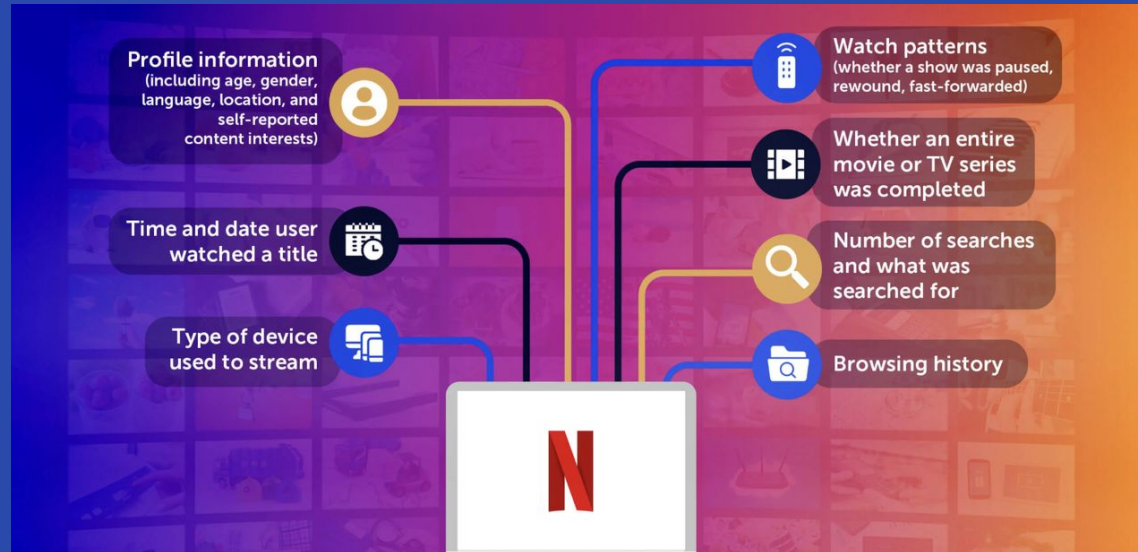 Profile information
(including age, gender,
language, location, and
self-reported
content interests)
Time and date user
watched a title
Type of device
used to stream
Watch patterns
(whether a show was paused,
rewound, fast-forwarded)
Whether an entire
movie or TV series
was completed
Number of searches
and what was
searched for
Browsing history
N